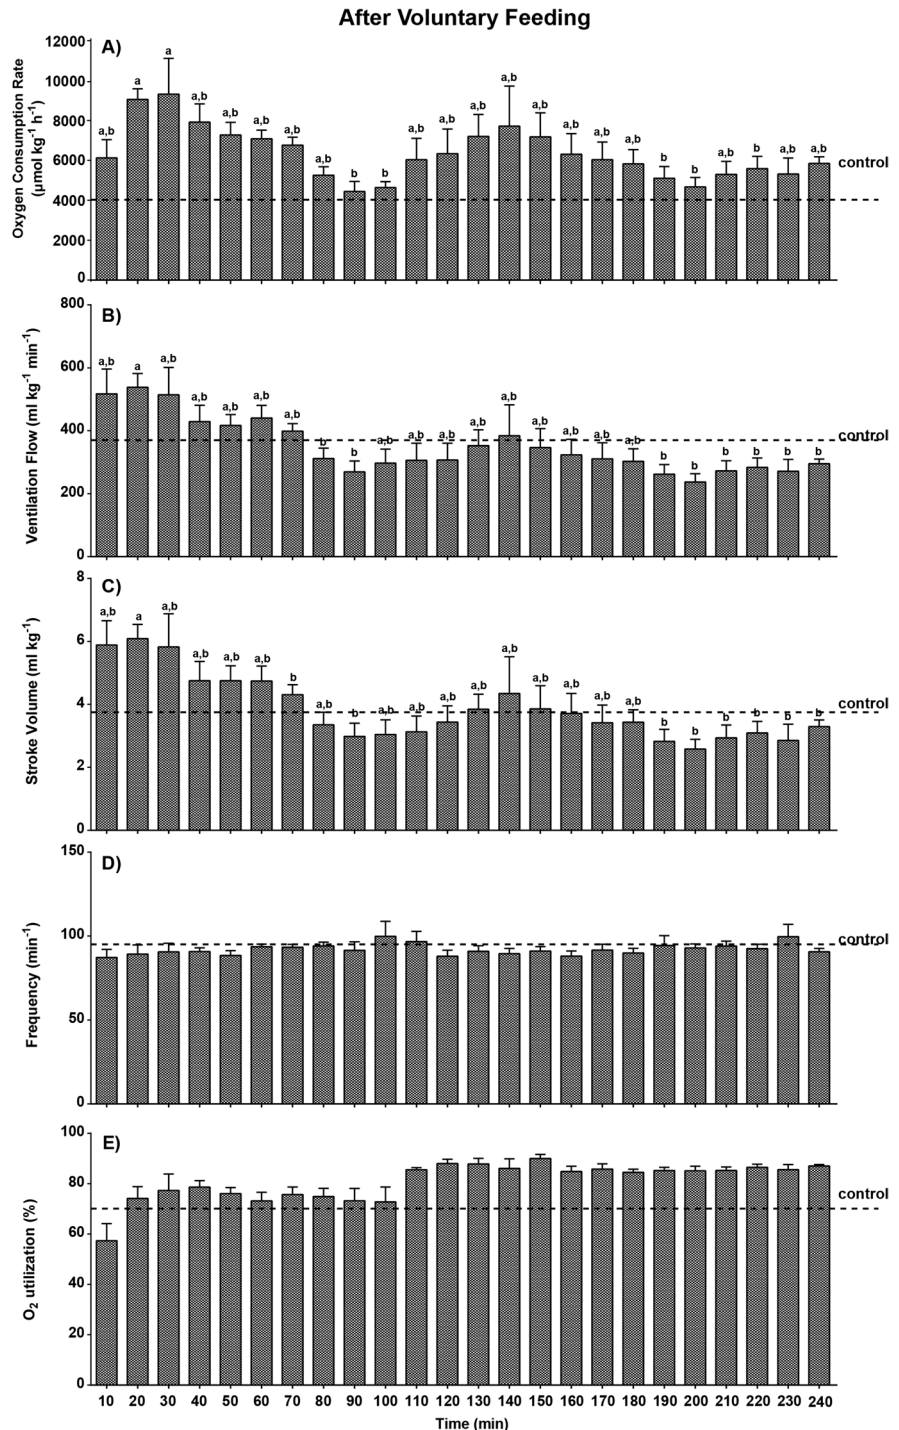 After Voluntary Feeding
A)
Oxygen Consumption Rate
(μmol kg⁻¹ h⁻¹)
12000
10000
8000
6000
4000
2000
0
a,b a a a,b a,b a,b a,b a,b b b a,b a,b a,b a,b a,b a,b a,b a,b b b a,b b a,b a,b
control
B)
Ventilation Flow (ml kg⁻¹ min⁻¹)
800
600
400
200
0
a,b a a,b a,b a,b a,b a,b b b a,b a,b a,b a,b a,b a,b a,b a,b a,b b b b b b b
control
C)
Stroke Volume (ml kg⁻¹)
8
6
4
2
0
a,b a a,b a,b a,b a,b b a,b b a,b a,b a,b a,b a,b a,b a,b a,b a,b b b b b b b
control
D)
Frequency (min⁻¹)
150
100
50
0
control
E)
O₂ utilization (%)
100
80
60
40
20
0
control
10 20 30 40 50 60 70 80 90 100 110 120 130 140 150 160 170 180 190 200 210 220 230 240
Time (min)